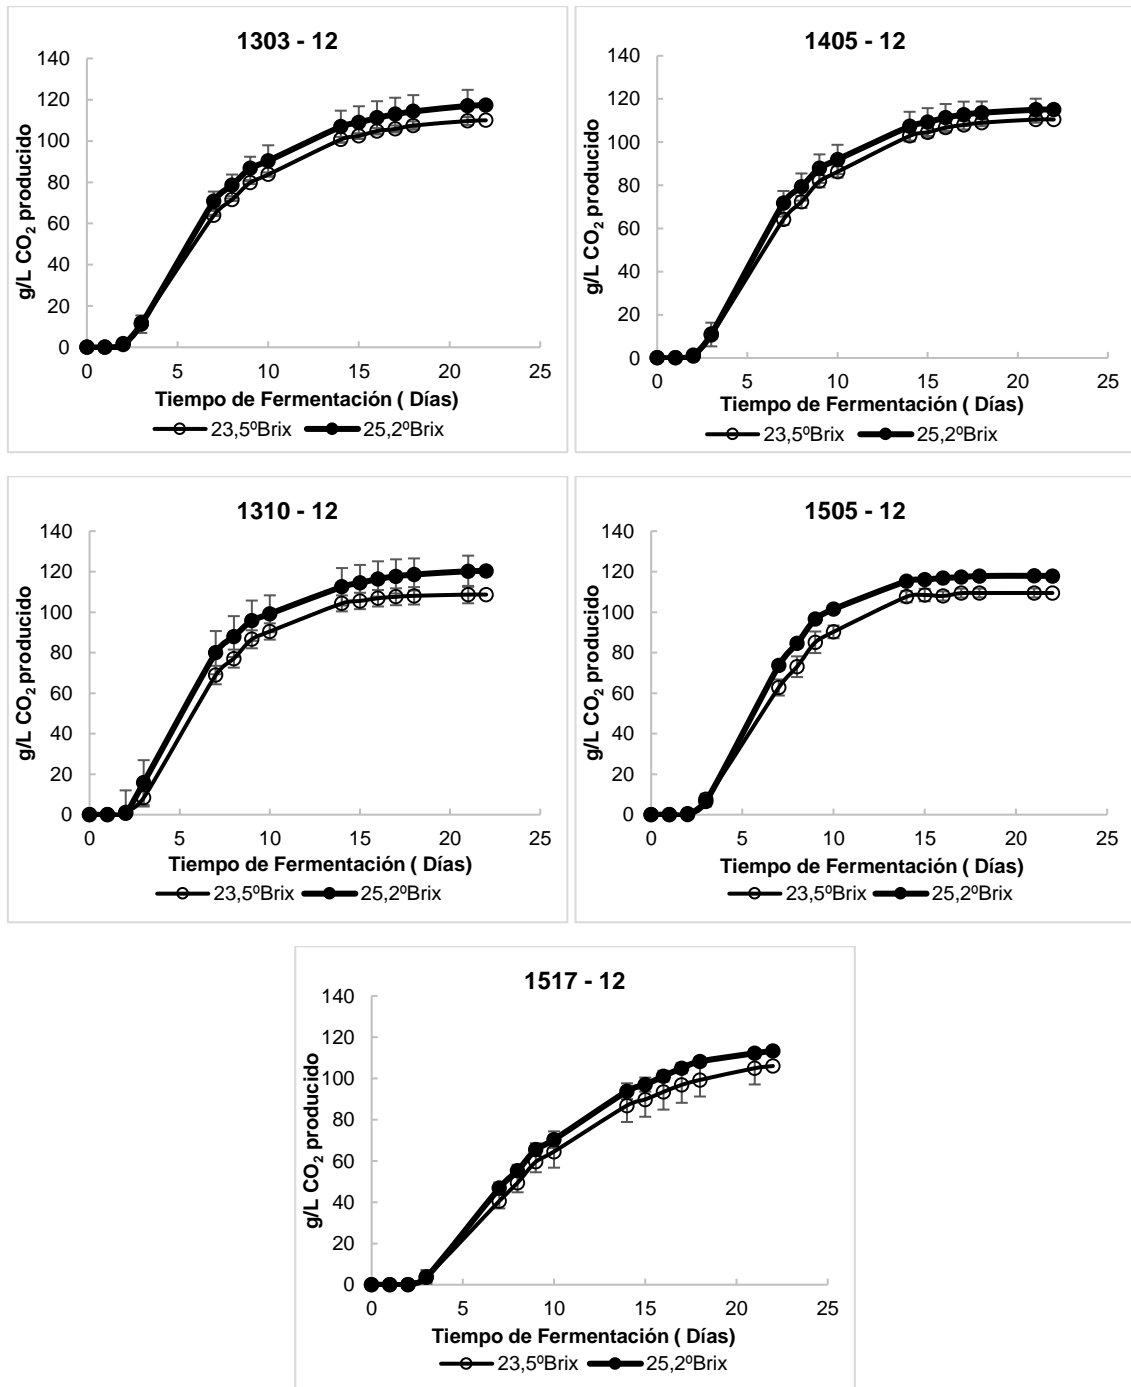 1303 - 12
g/L CO2 producido
140
120
100
80
60
40
20
0
0 5 10 15 20 25
Tiempo de Fermentación ( Días)
23,5ºBrix 25,2ºBrix
1405 - 12
g/L CO2 producido
140
120
100
80
60
40
20
0
0 5 10 15 20 25
Tiempo de Fermentación ( Días)
23,5ºBrix 25,2ºBrix
1310 - 12
g/L CO2 producido
140
120
100
80
60
40
20
0
0 5 10 15 20 25
Tiempo de Fermentación ( Días)
23,5ºBrix 25,2ºBrix
1505 - 12
g/L CO2 producido
140
120
100
80
60
40
20
0
0 5 10 15 20 25
Tiempo de Fermentación ( Días)
23,5ºBrix 25,2ºBrix
1517 - 12
g/L CO2 producido
140
120
100
80
60
40
20
0
0 5 10 15 20 25
Tiempo de Fermentación ( Días)
23,5ºBrix 25,2ºBrix